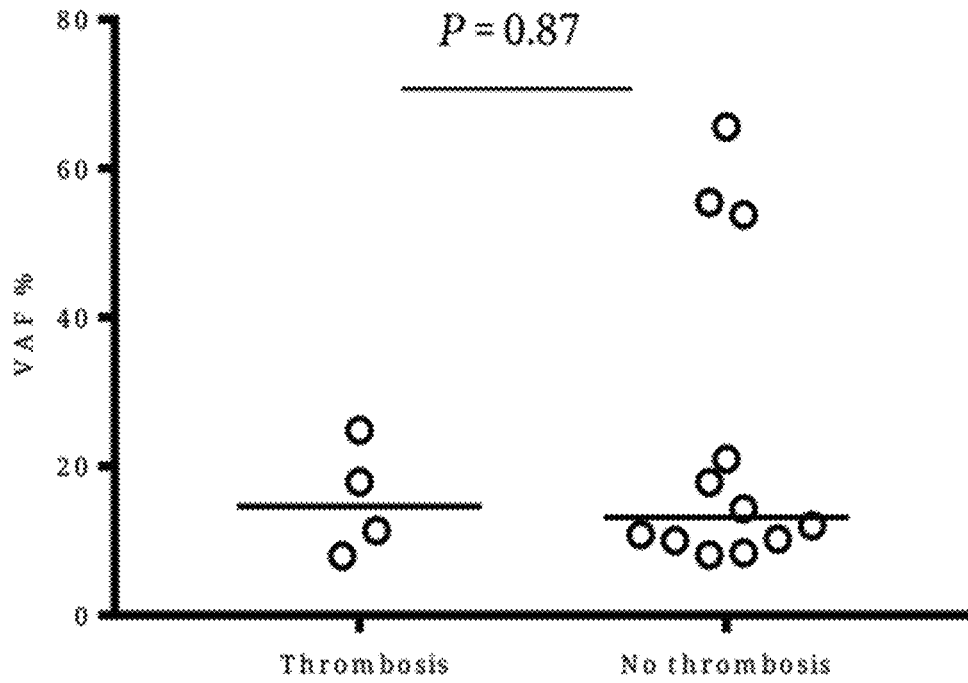 P = 0.87
80
60
40
20
0
VAF %
Thrombosis
No thrombosis